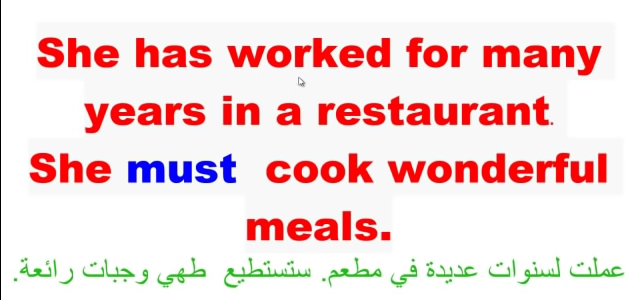 She has worked for many
years in a restaurant.
She must cook wonderful
meals.
عملت لسنوات عديدة في مطعم. ستستطيع طهي وجبات رائعة.